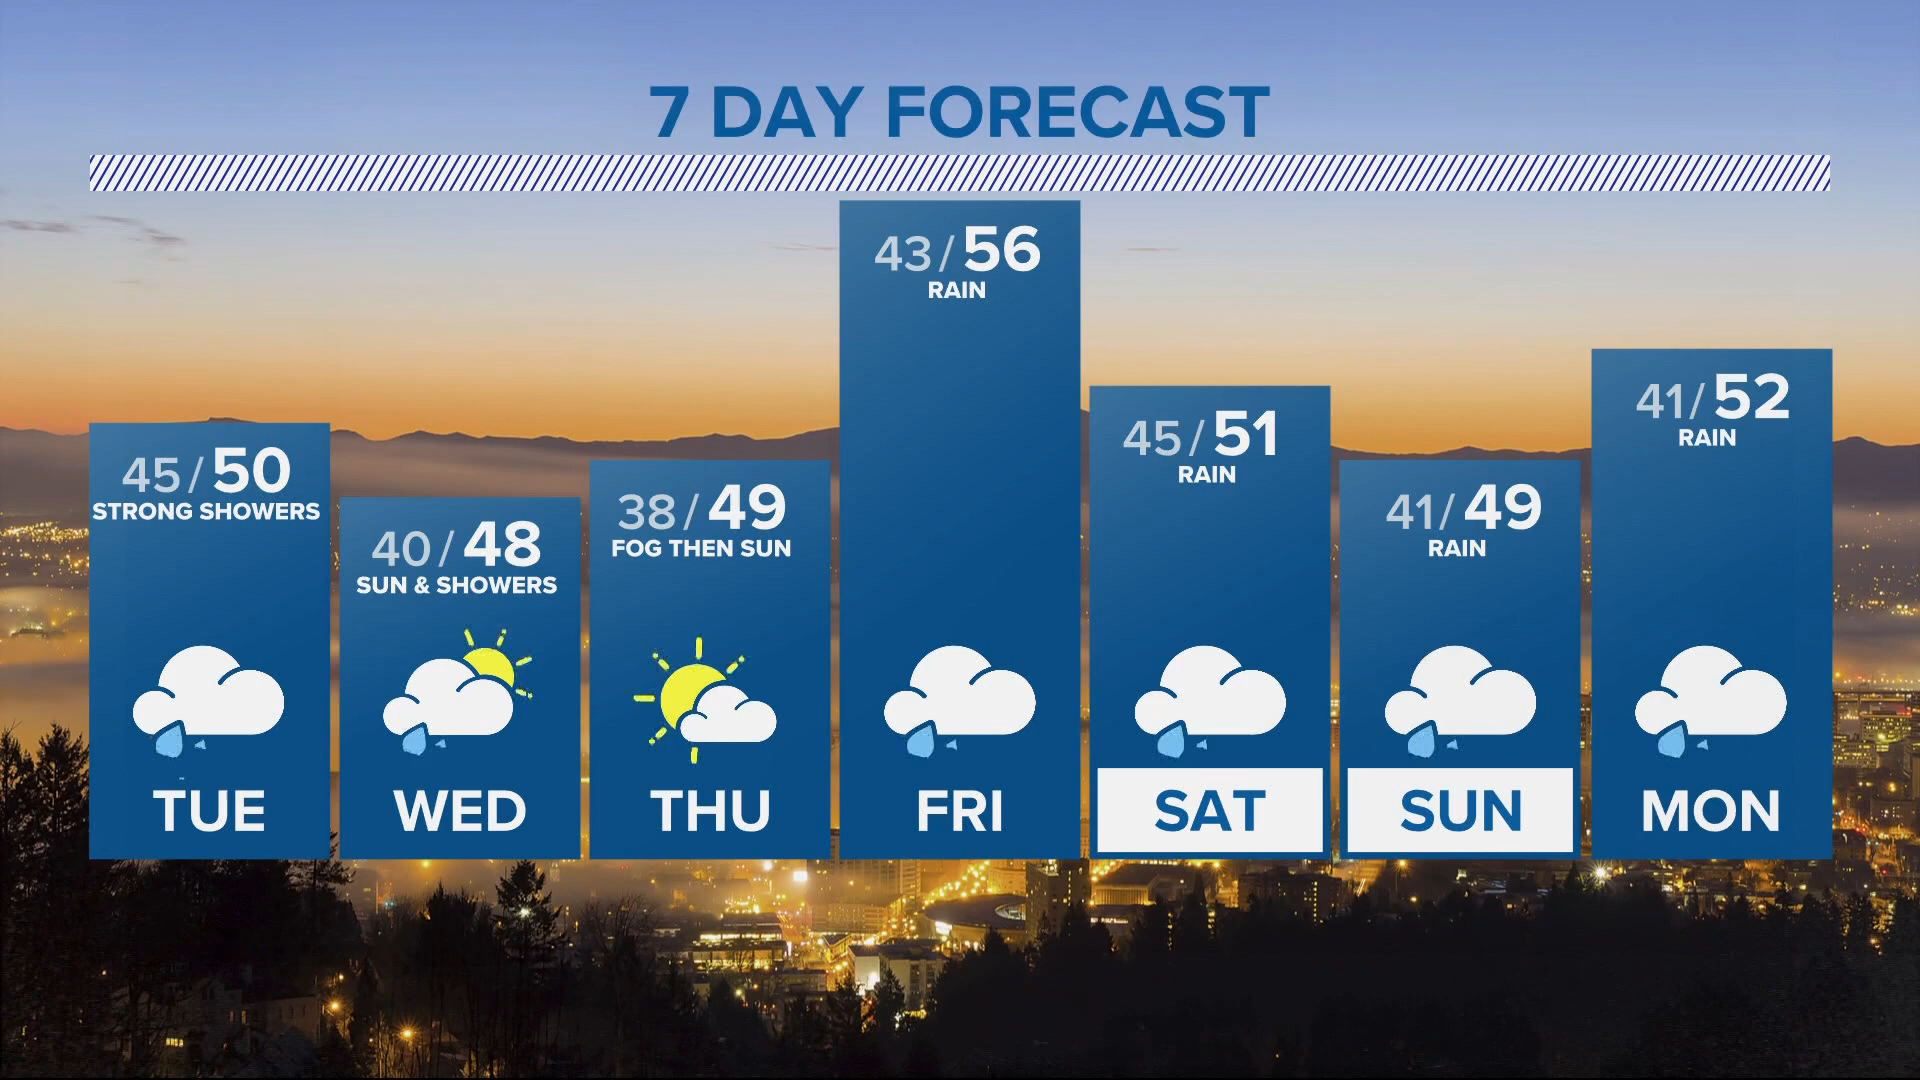 7 DAY FORECAST
45/50
STRONG SHOWERS
TUE
40/48
SUN & SHOWERS
WED
38/49
FOG THEN SUN
THU
43/56
RAIN
FRI
45/51
RAIN
SAT
41/49
RAIN
SUN
41/52
RAIN
MON